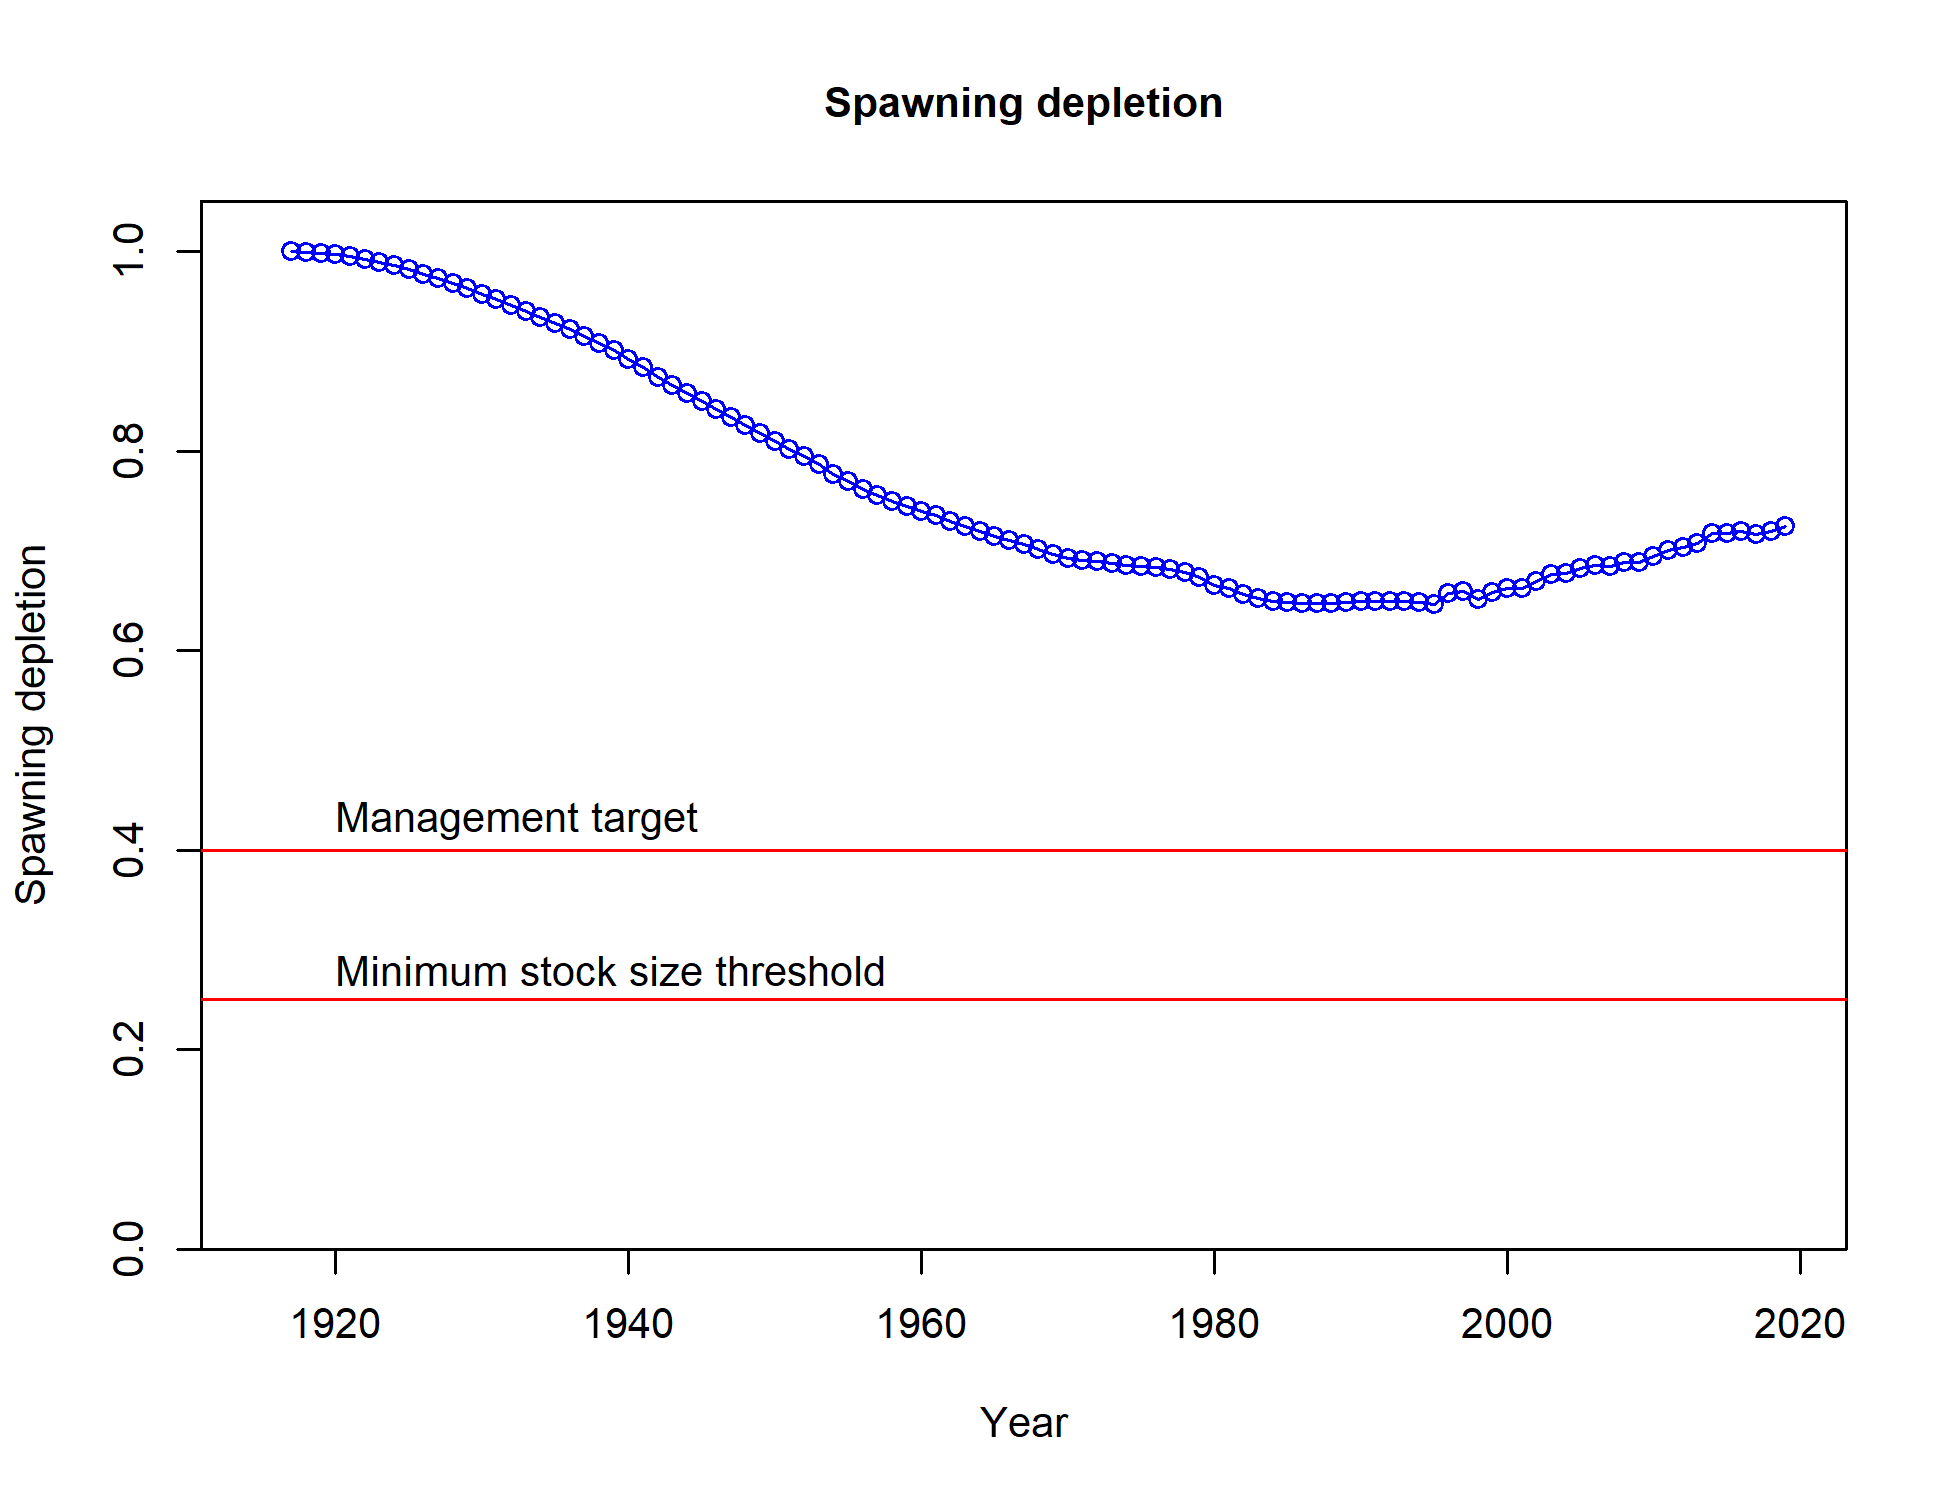 Spawning depletion
Spawning depletion
1.0
0.8
0.6
0.4
0.2
0.0
Management target
Minimum stock size threshold
1920 1940 1960 1980 2000 2020
Year